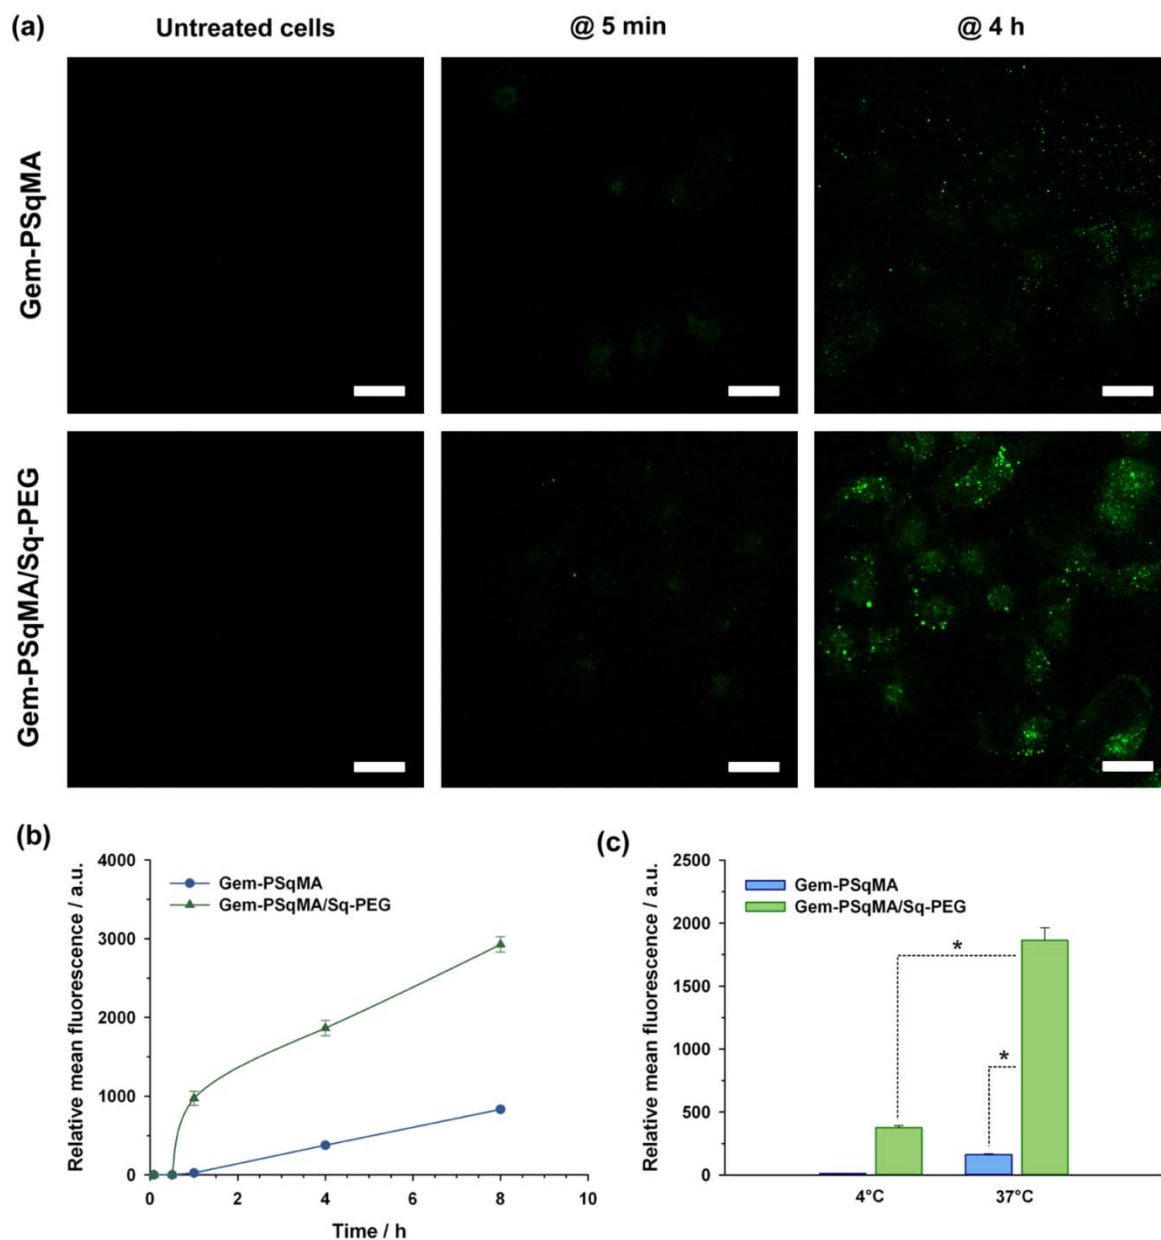 (a)
Untreated cells
@ 5 min
@ 4 h
Gem-PSqMA
Gem-PSqMA/Sq-PEG
(b)
Relative mean fluorescence / a.u.
4000
3000
2000
1000
0
Gem-PSqMA
Gem-PSqMA/Sq-PEG
0 2 4 6 8 10
Time / h
(c)
Relative mean fluorescence / a.u.
2500
2000
1500
1000
500
0
Gem-PSqMA
Gem-PSqMA/Sq-PEG
*
*
4°C 37°C